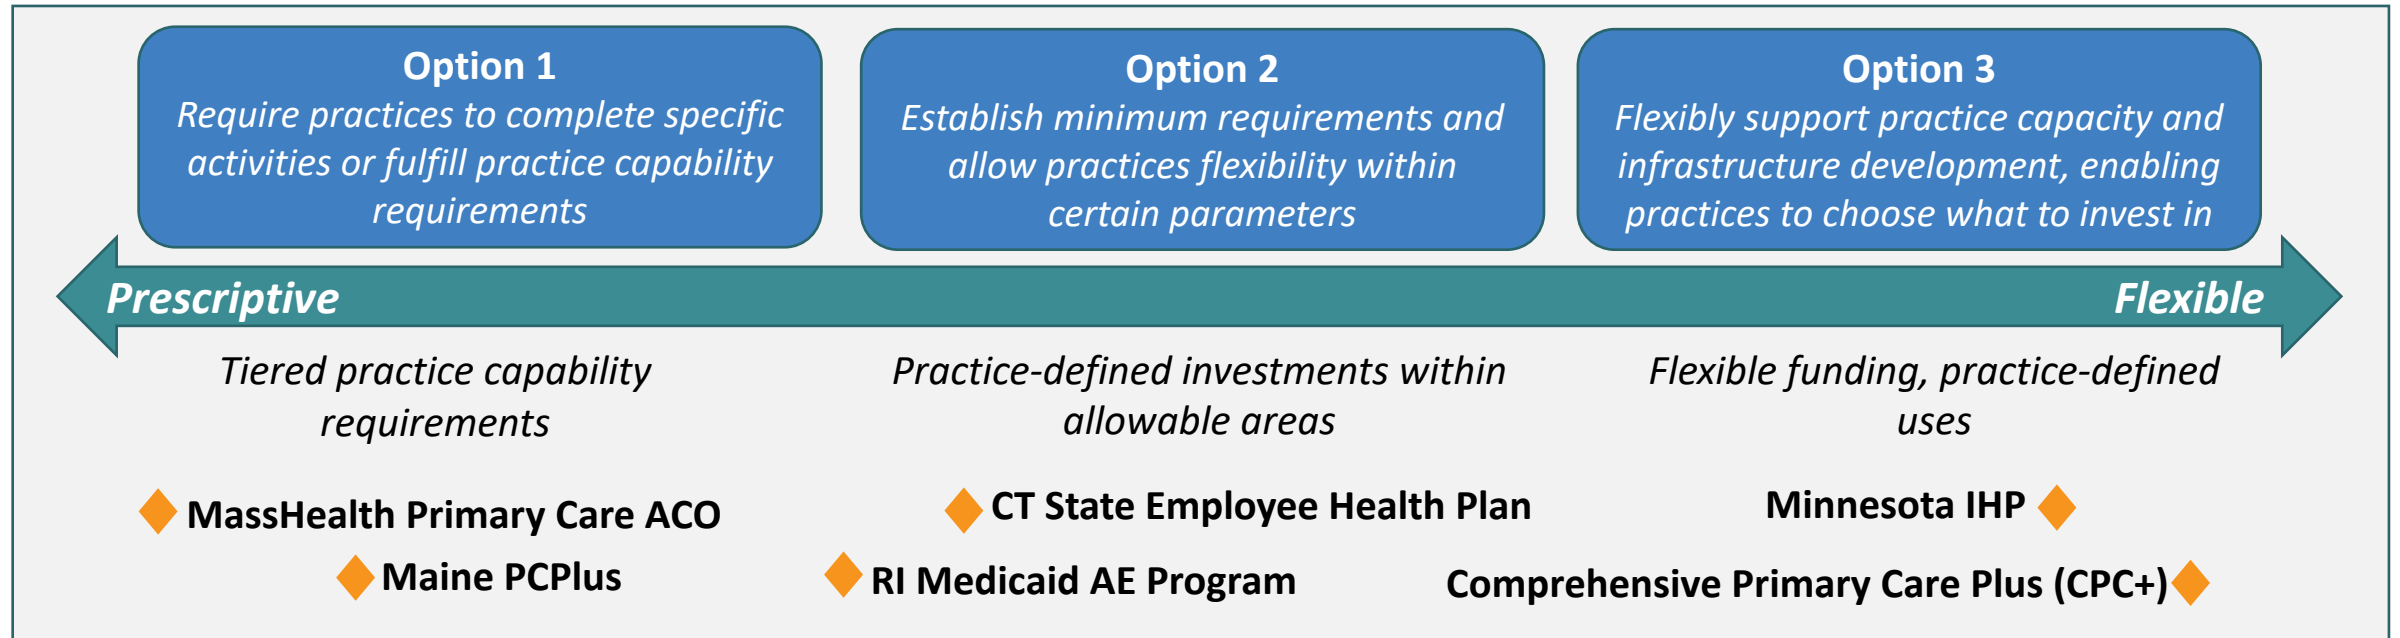 Option 1
Require practices to complete specific
activities or fulfill practice capability
requirements
Option 2
Establish minimum requirements and
allow practices flexibility within
certain parameters
Option 3
Flexibly support practice capacity and
infrastructure development, enabling
practices to choose what to invest in
Prescriptive
Flexible
Tiered practice capability
requirements
Practice-defined investments within
allowable areas
Flexible funding, practice-defined
uses
MassHealth Primary Care ACO
CT State Employee Health Plan
Minnesota IHP
Maine PCPlus
RI Medicaid AE Program
Comprehensive Primary Care Plus (CPC+)